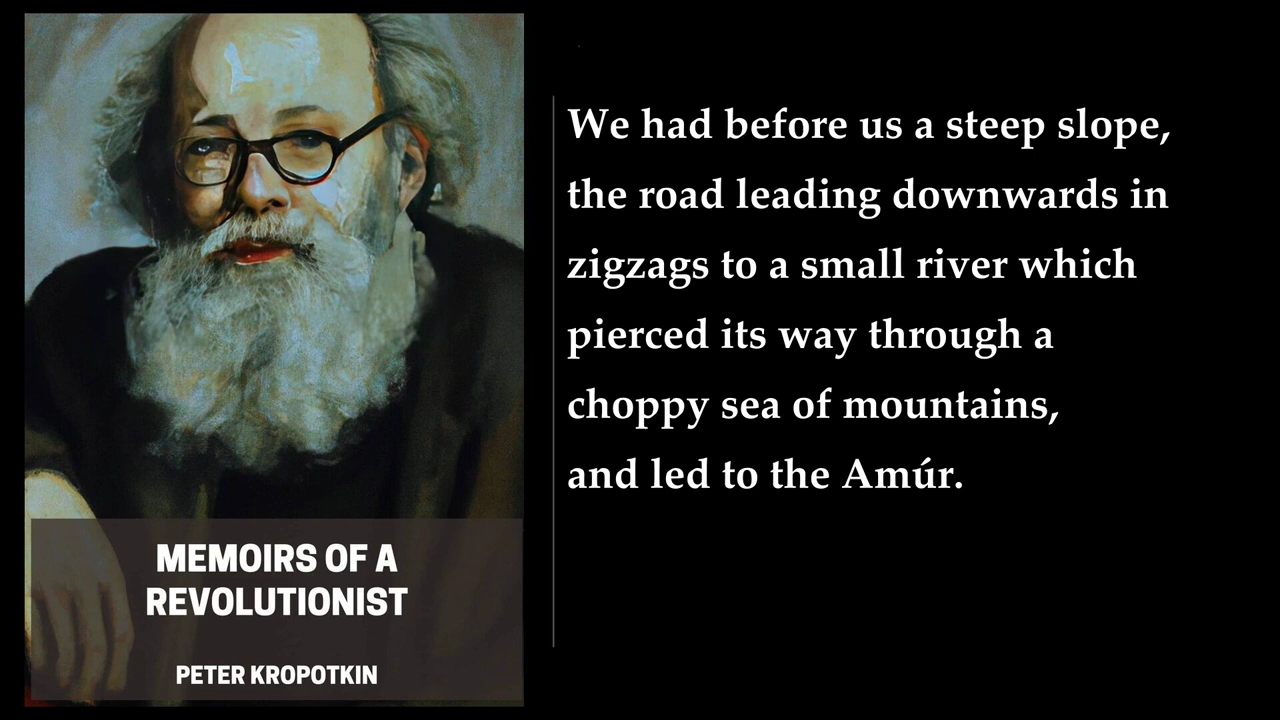 We had before us a steep slope,
the road leading downwards in
zigzags to a small river which
pierced its way through a
choppy sea of mountains,
and led to the Amúr.
MEMOIRS OF A
REVOLUTIONIST
PETER KROPOTKIN